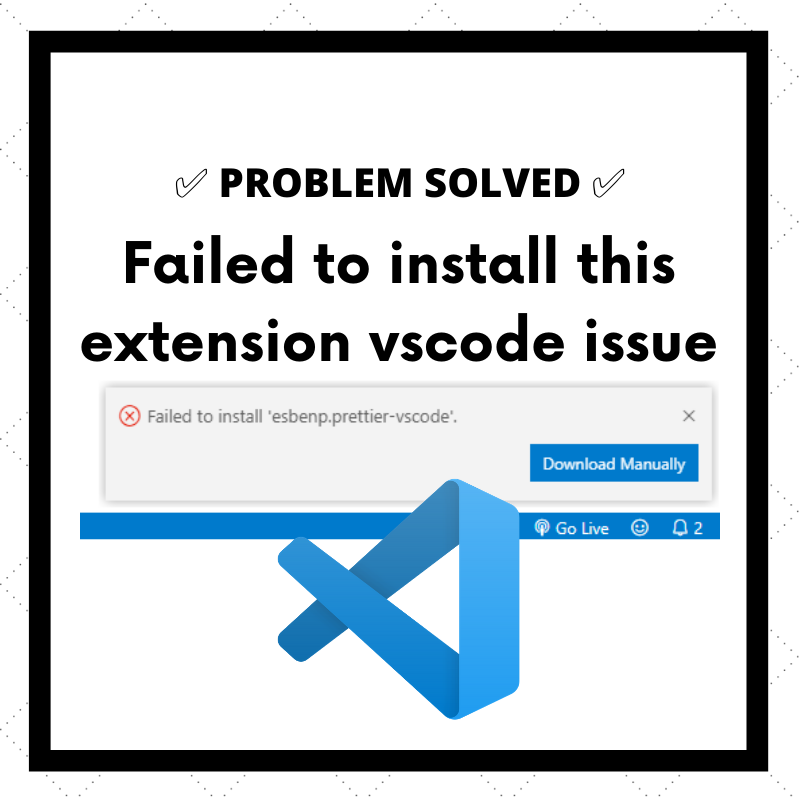 ✅ PROBLEM SOLVED ✅
Failed to install this
extension vscode issue
Failed to install 'esbenp.prettier-vscode'.
Download Manually
Go Live 2